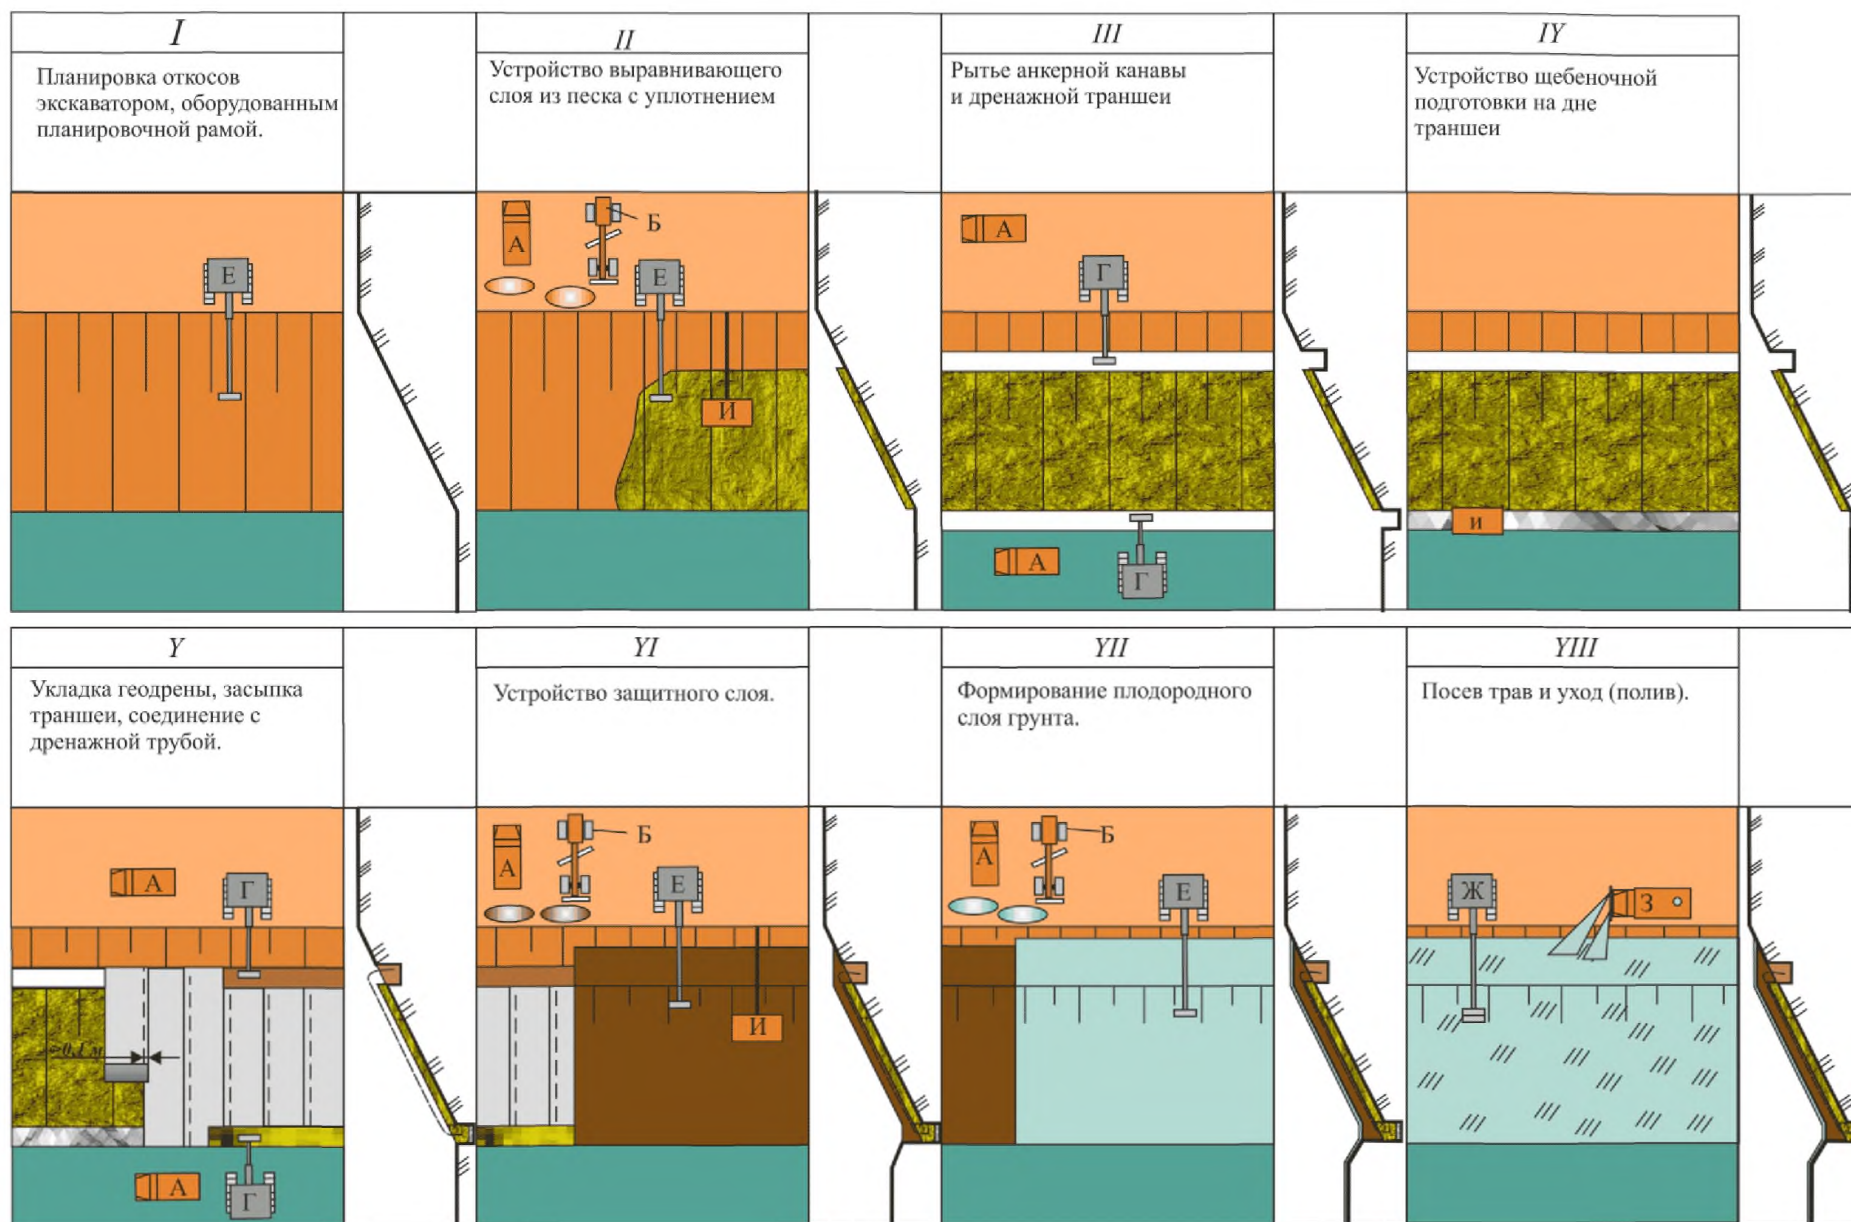 I
Планировка откосов
экскаватором, оборудованным
планировочной рамой.
Е
II
Устройство выравнивающего
слоя из песка с уплотнением
А
Б
Е
И
III
Рытье анкерной канавы
и дренажной траншеи
А
Г
А
Г
IY
Устройство щебеночной
подготовки на дне
траншеи
и
Y
Укладка геодрены, засыпка
траншеи, соединение с
дренажной трубой.
А
Г
0,1 м
А
Г
YI
Устройство защитного слоя.
А
Б
Е
И
YII
Формирование плодородного
слоя грунта.
А
Б
Е
YIII
Посев трав и уход (полив).
Ж
З